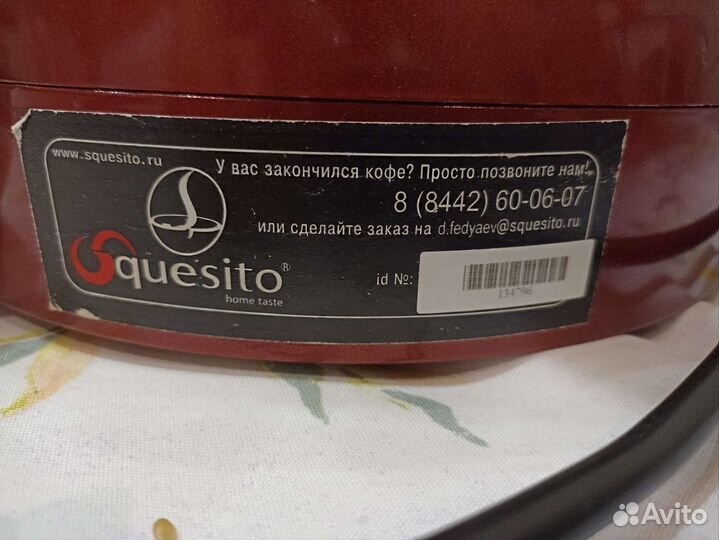 www.squesito.ru
У вас закончился кофе? Просто позвоните нам!
8 (8442) 60-06-07
или сделайте заказ на d.fedyaev@squesito.ru
squesito®
home taste
id №:
134796
Avito